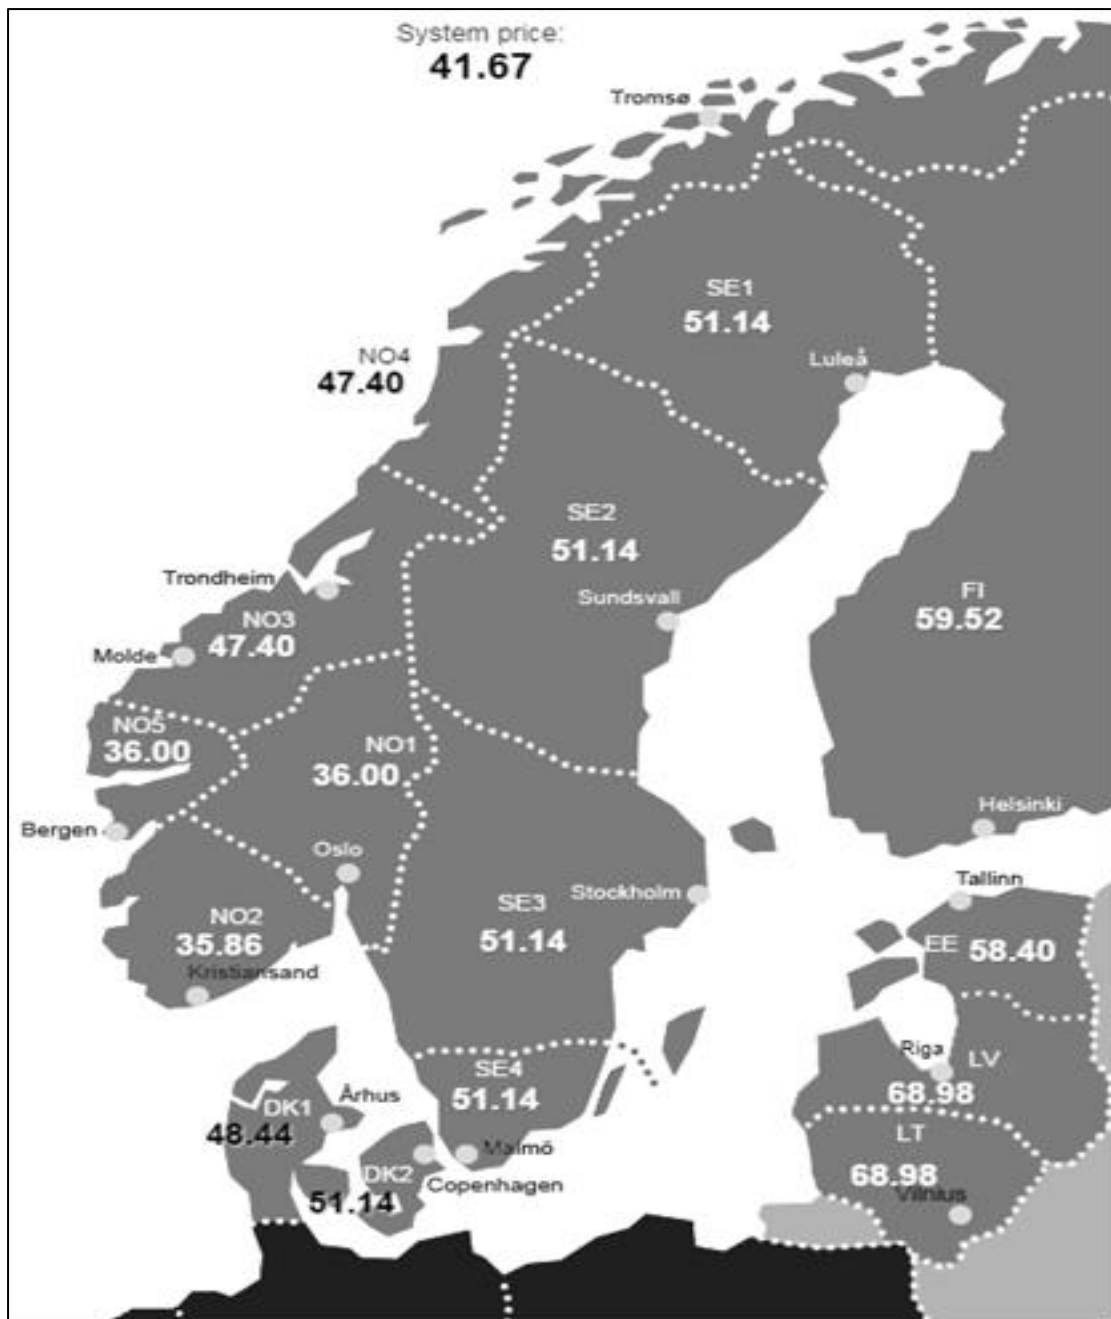 System price:
41.67
Tromsø
SE1
51.14
NO4
47.40
Luleå
SE2
51.14
Trondheim
Sundsvall
FI
59.52
NO3
47.40
Molde
NO5
36.00
NO1
36.00
Helsinki
Bergen
Oslo
Tallinn
Stockholm
SE3
51.14
NO2
35.86
EE 58.40
Kristiansand
Riga
LV
68.98
SE4
51.14
Århus
DK1
48.44
LT
68.98
Malmö
DK2
51.14
Copenhagen
Vilnius